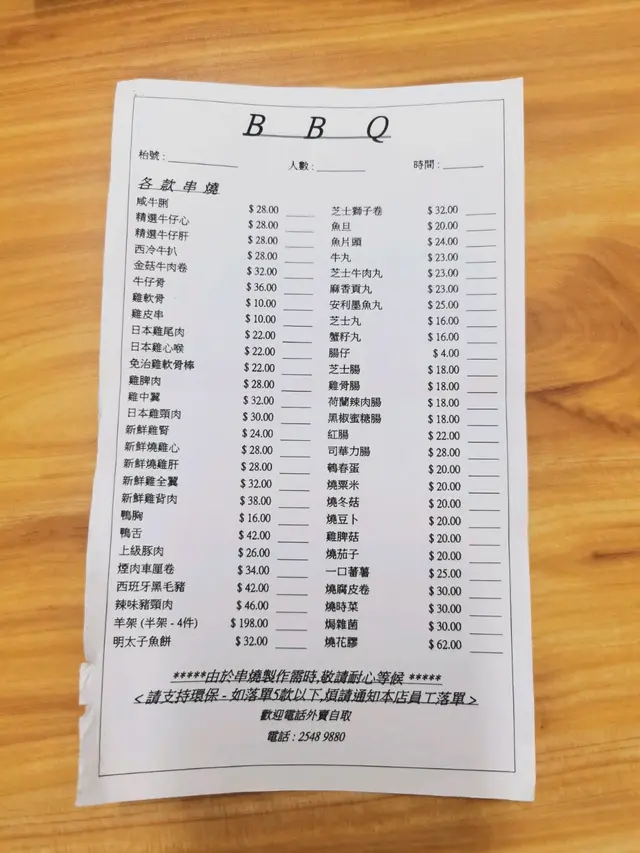 B B Q
枱號：
人數：
時間：
各款串燒
咸牛脷 $ 28.00
精選牛仔心 $ 28.00
精選牛仔肝 $ 28.00
西冷牛扒 $ 28.00
金菇牛肉卷 $ 32.00
牛仔骨 $ 36.00
雞軟骨 $ 10.00
雞皮串 $ 10.00
日本雞尾肉 $ 22.00
日本雞心喉 $ 22.00
免治雞軟骨棒 $ 22.00
雞脾肉 $ 28.00
雞中翼 $ 32.00
日本雞頸肉 $ 30.00
新鮮雞腎 $ 24.00
新鮮燒雞心 $ 28.00
新鮮燒雞肝 $ 28.00
新鮮雞全翼 $ 32.00
新鮮雞背肉 $ 38.00
鴨胸 $ 16.00
鴨舌 $ 42.00
上級豚肉 $ 26.00
煙肉車厘卷 $ 34.00
西班牙黑毛豬 $ 42.00
辣味豬頸肉 $ 46.00
羊架 (半架 - 4件) $ 198.00
明太子魚餅 $ 32.00
芝士獅子卷 $ 32.00
魚旦 $ 20.00
魚片頭 $ 24.00
牛丸 $ 23.00
芝士牛肉丸 $ 23.00
麻香貢丸 $ 23.00
安利墨魚丸 $ 25.00
芝士丸 $ 16.00
蟹籽丸 $ 16.00
腸仔 $ 4.00
芝士腸 $ 18.00
雞骨腸 $ 18.00
荷蘭辣肉腸 $ 18.00
黑椒蜜糖腸 $ 18.00
紅腸 $ 22.00
司華力腸 $ 28.00
鵪春蛋 $ 20.00
燒粟米 $ 20.00
燒冬菇 $ 20.00
燒豆卜 $ 20.00
雞脾菇 $ 20.00
燒茄子 $ 20.00
一口蕃薯 $ 25.00
燒腐皮卷 $ 30.00
燒時菜 $ 30.00
焗雜菌 $ 30.00
燒花膠 $ 62.00
*****由於串燒製作需時,敬請耐心等候 *****
< 請支持環保 - 如落單5款以下,煩請通知本店員工落單 >
歡迎電話外賣自取
電話 : 2548 9880